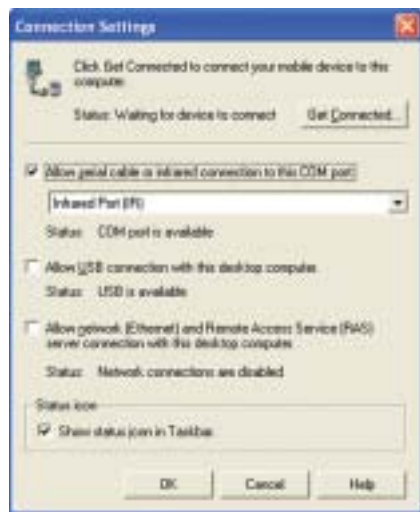 Connection Settings
Click Get Connected to connect your mobile device to this
computer.
Status: Waiting for device to connect
Get Connected...
Allow serial cable or infrared connection to this COM port:
Infrared Port (IR)
Status: COM port is available
Allow USB connection with this desktop computer.
Status: USB is available
Allow network (Ethernet) and Remote Access Service (RAS)
server connection with this desktop computer.
Status: Network connections are disabled
Status icon
Show status icon in Taskbar.
OK
Cancel
Help